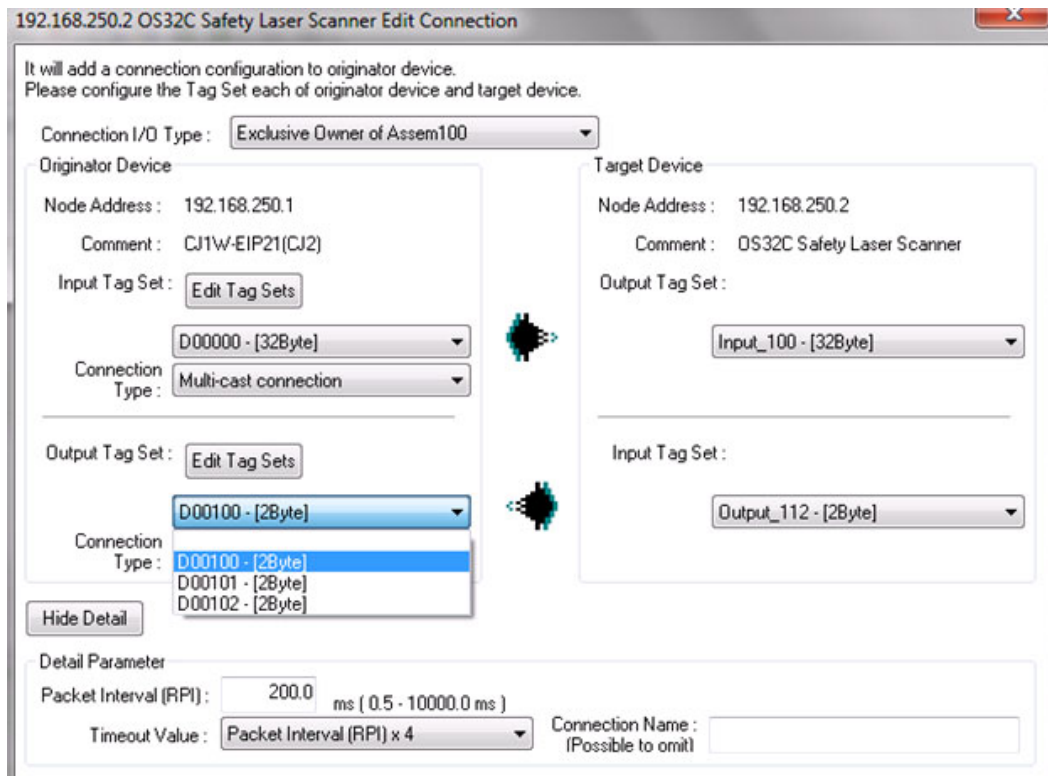 192.168.250.2 OS32C Safety Laser Scanner Edit Connection
It will add a connection configuration to originator device.
Please configure the Tag Set each of originator device and target device.
Connection I/O Type : Exclusive Owner of Assem100
Originator Device
Node Address : 192.168.250.1
Comment : CJ1W-EIP21(CJ2)
Input Tag Set : Edit Tag Sets
D00000 - [32Byte]
Connection Type : Multi-cast connection
Output Tag Set : Edit Tag Sets
D00100 - [2Byte]
Connection Type :
D00100 - [2Byte]
D00101 - [2Byte]
D00102 - [2Byte]
Target Device
Node Address : 192.168.250.2
Comment : OS32C Safety Laser Scanner
Output Tag Set :
Input_100 - [32Byte]
Input Tag Set :
Output_112 - [2Byte]
Hide Detail
Detail Parameter
Packet Interval (RPI) : 200.0 ms ( 0.5 - 10000.0 ms )
Timeout Value : Packet Interval (RPI) x 4
Connection Name :
(Possible to omit)